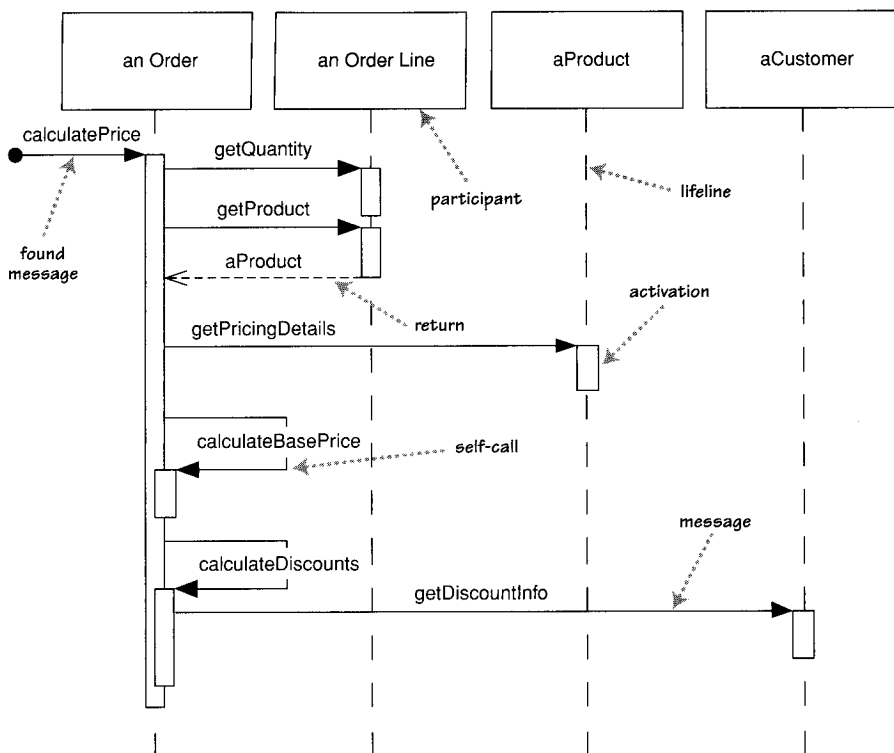 an Order
an Order Line
aProduct
aCustomer
calculatePrice
getQuantity
participant
lifeline
getProduct
found
message
aProduct
return
activation
getPricingDetails
calculateBasePrice
self-call
message
calculateDiscounts
getDiscountInfo